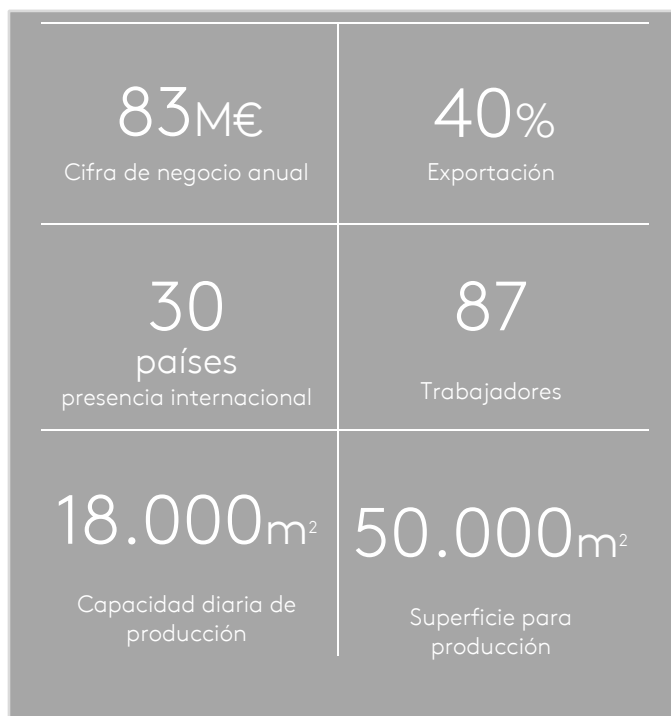 83M€
Cifra de negocio anual
40%
Exportación
30
países
presencia internacional
87
Trabajadores
18.000m²
Capacidad diaria de
producción
50.000m²
Superficie para
producción